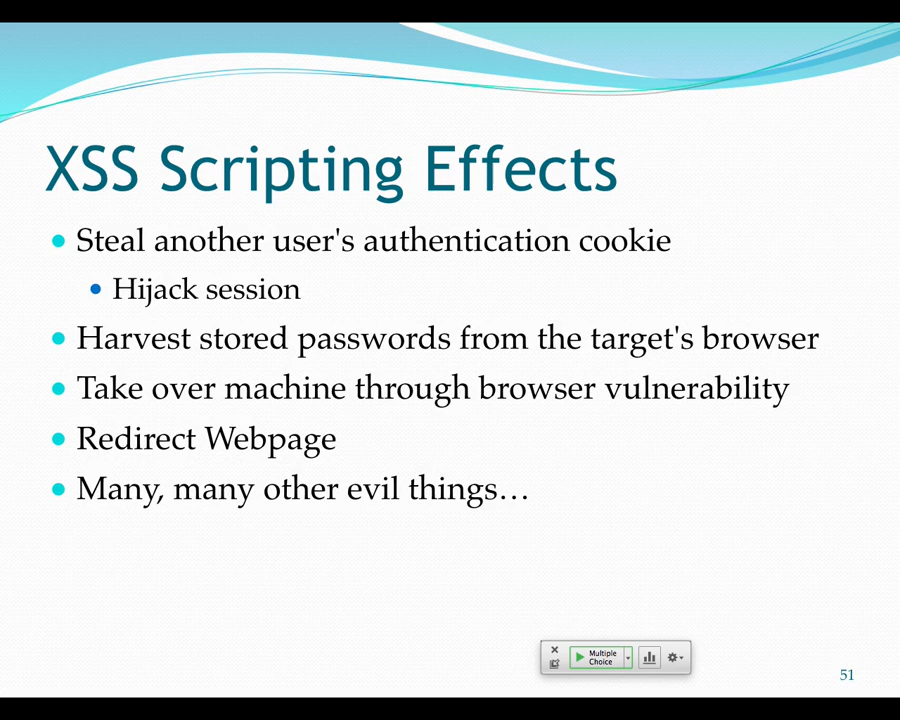 XSS Scripting Effects
• Steal another user's authentication cookie
• Hijack session
• Harvest stored passwords from the target's browser
• Take over machine through browser vulnerability
• Redirect Webpage
• Many, many other evil things…
Multiple
Choice
51